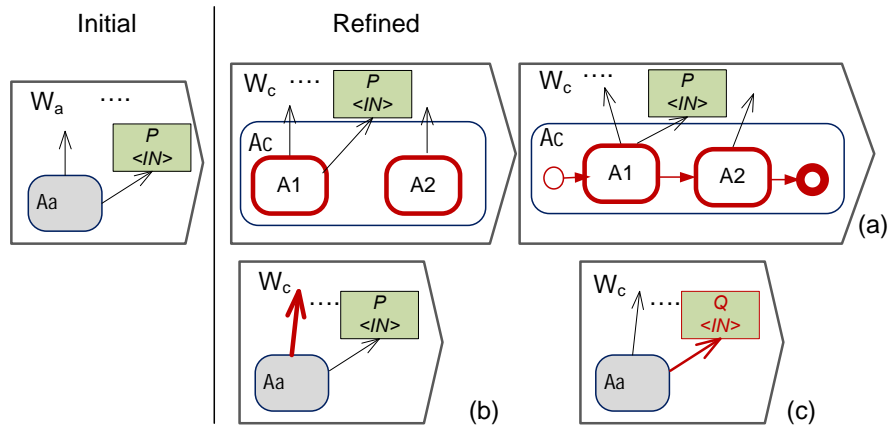 Initial
Refined
Wa ....
P
<IN>
Aa
Wc ....
P
<IN>
Ac
A1
A2
Wc ....
P
<IN>
Ac
A1
A2
(a)
Wc ....
P
<IN>
Aa
(b)
Wc ....
Q
<IN>
Aa
(c)